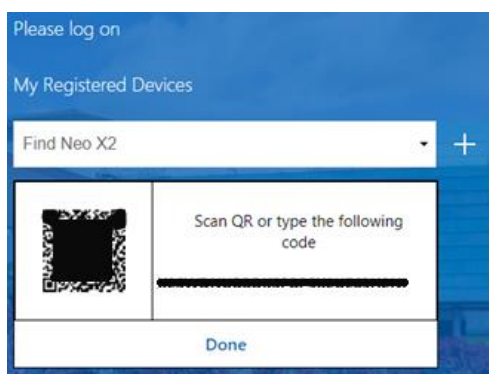 Please log on
My Registered Devices
Find Neo X2
Scan QR or type the following
code
Done